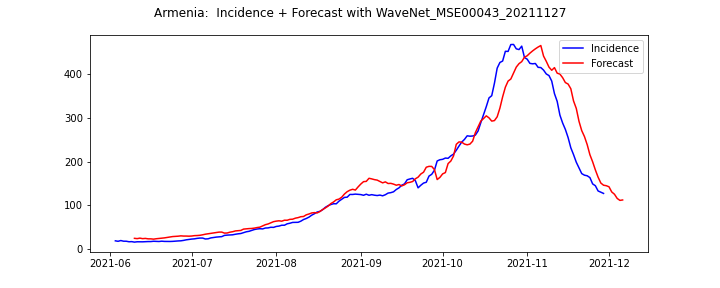 Armenia:  Incidence + Forecast with WaveNet_MSE00043_20211127
Incidence
Forecast
400
300
200
100
0
2021-06 2021-07 2021-08 2021-09 2021-10 2021-11 2021-12